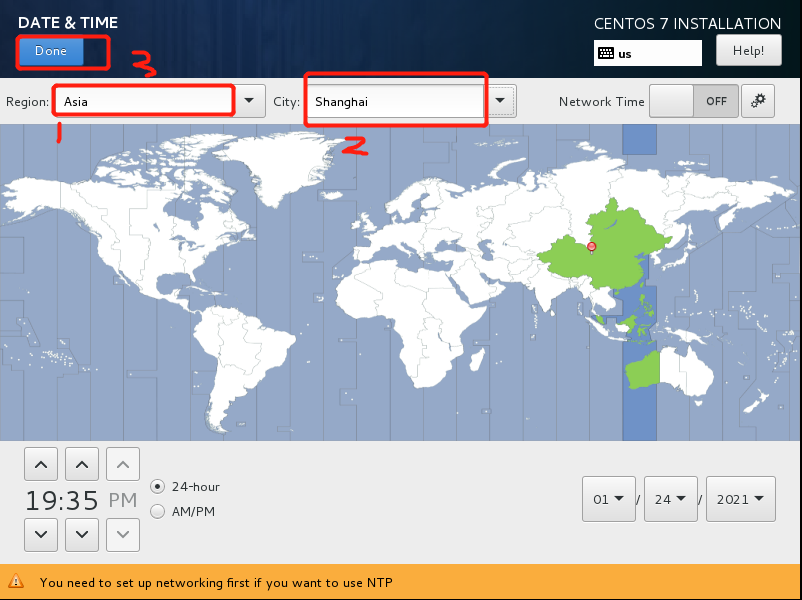 DATE & TIME
CENTOS 7 INSTALLATION
Done
us
Help!
3
Region:
Asia
City:
Shanghai
Network Time
OFF
1
2
19:35 PM
24-hour
AM/PM
01 / 24 / 2021
You need to set up networking first if you want to use NTP